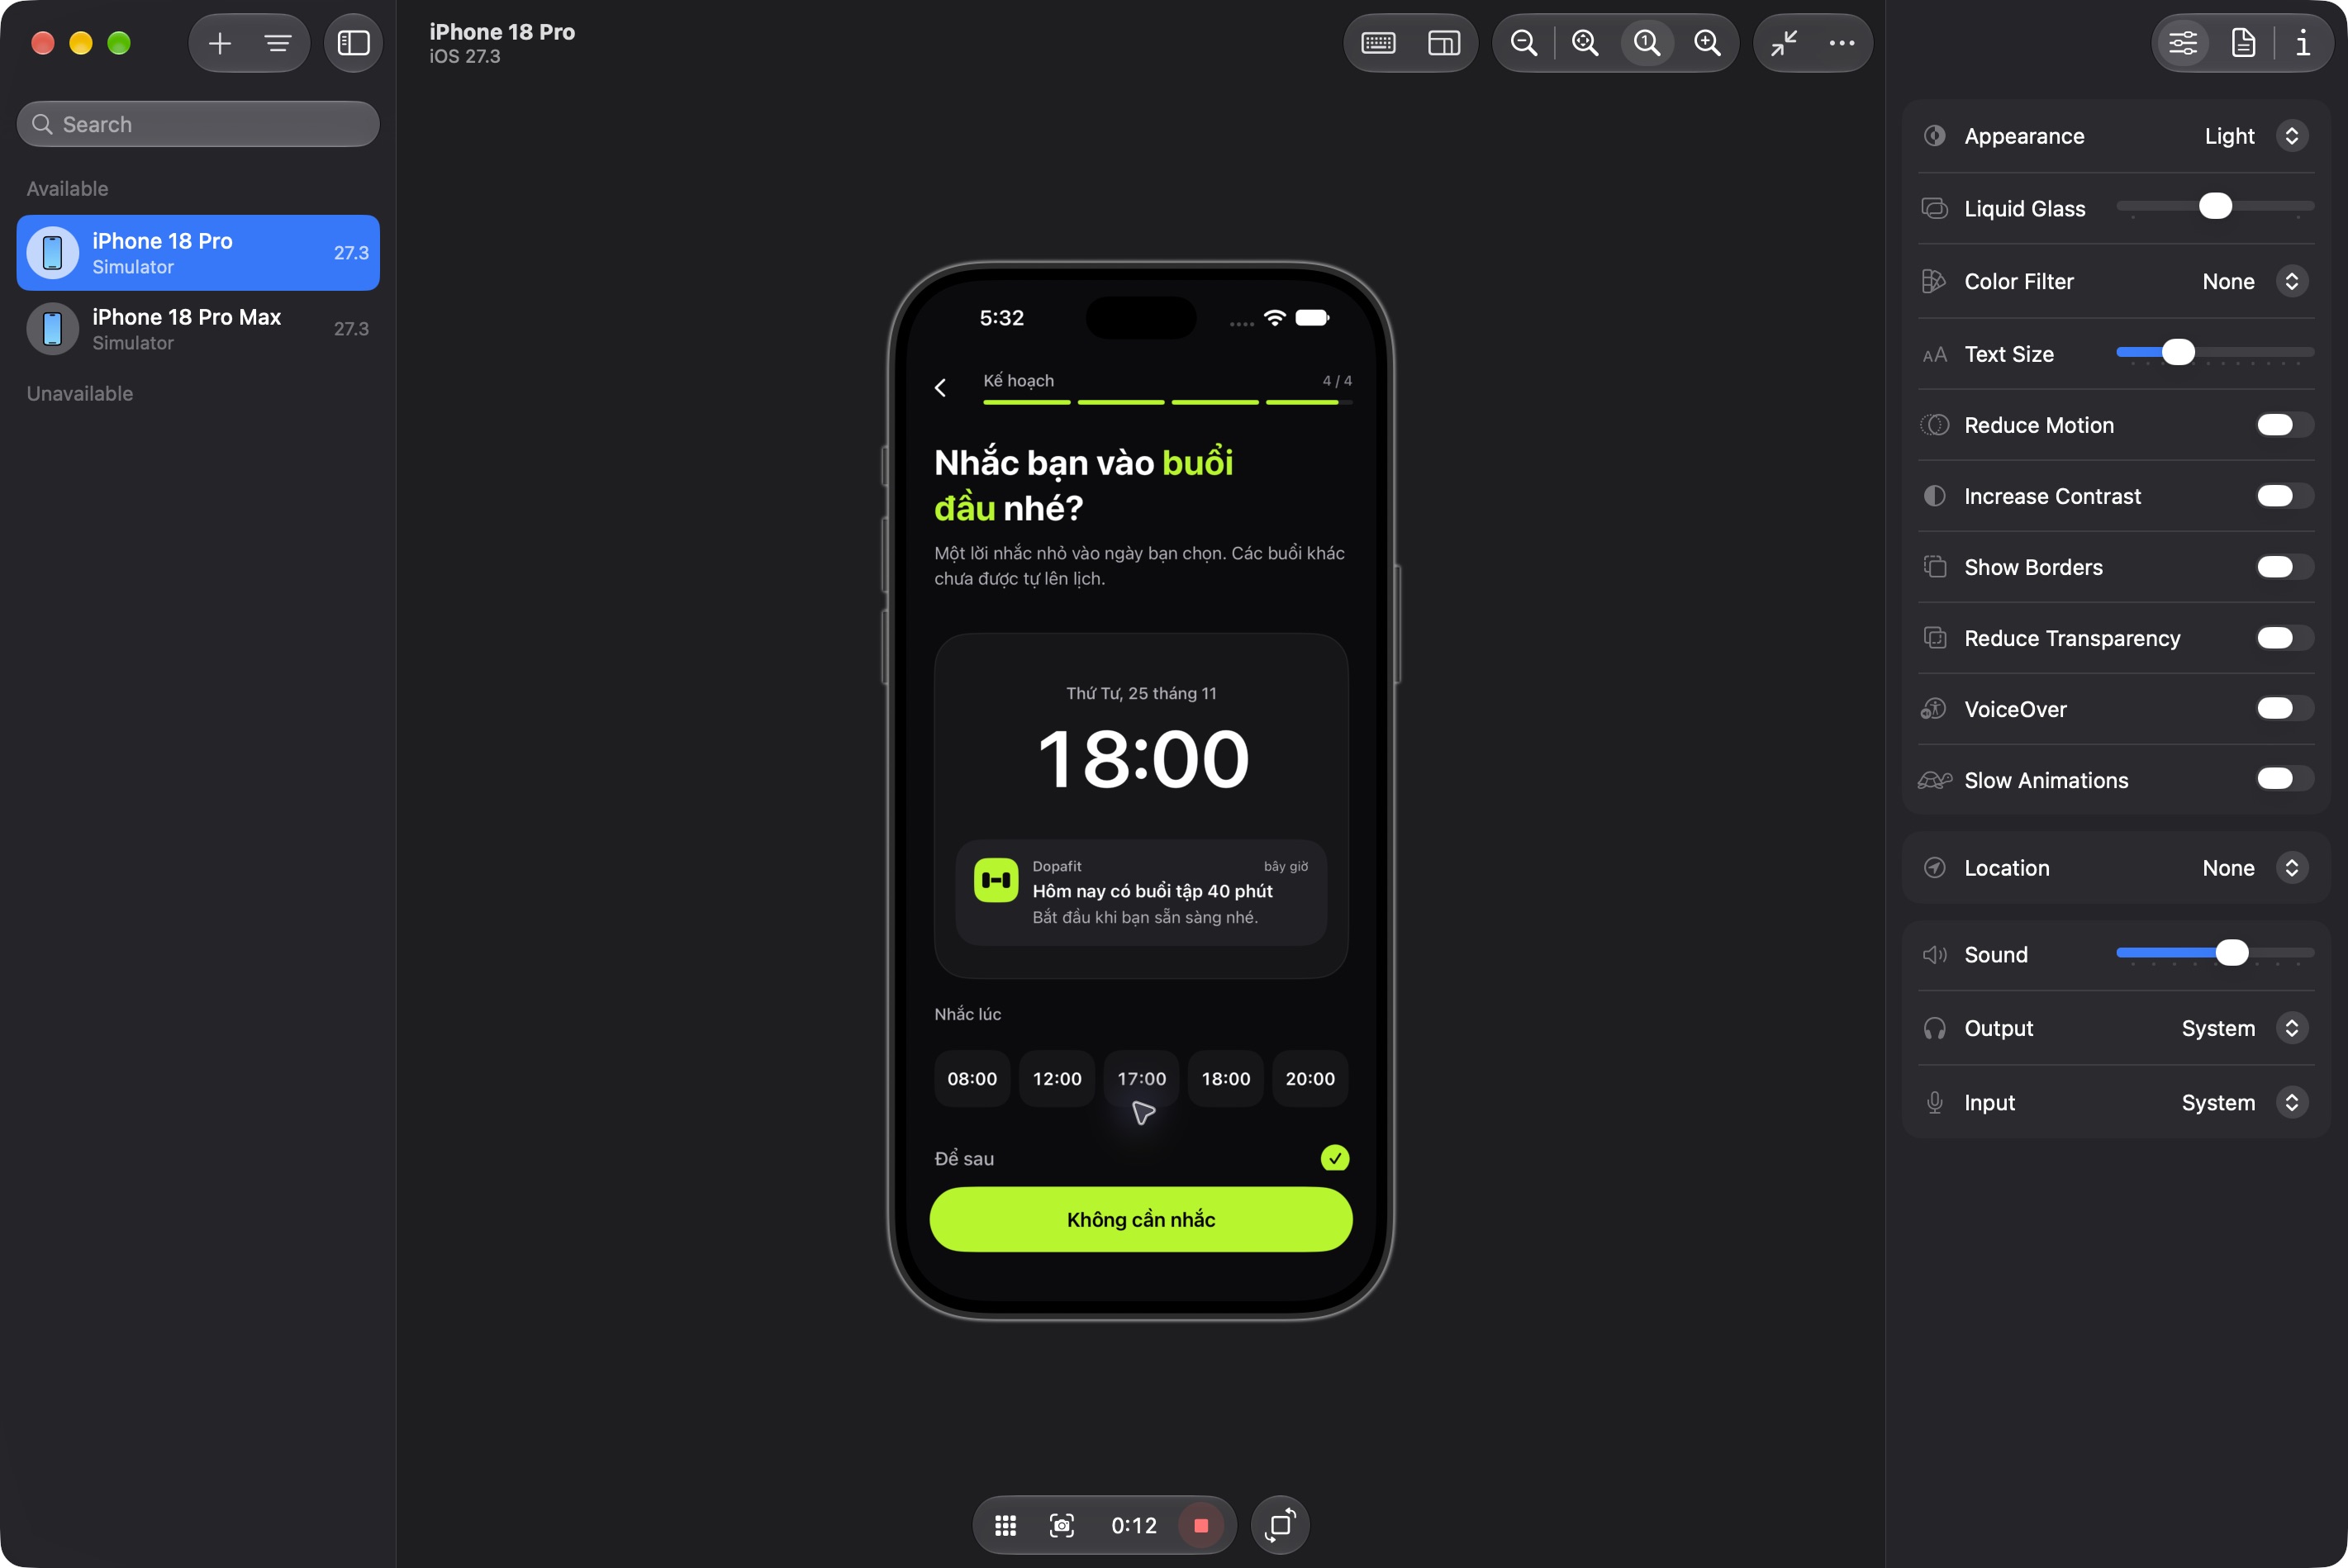 iPhone 18 Pro
iOS 27.3
Search
Available
iPhone 18 Pro
Simulator
27.3
iPhone 18 Pro Max
Simulator
27.3
Unavailable
5:32
Kế hoạch
4 / 4
Nhắc bạn vào buổi
đầu nhé?
Một lời nhắc nhỏ vào ngày bạn chọn. Các buổi khác
chưa được tự lên lịch.
Thứ Tư, 25 tháng 11
18:00
Dopafit
bây giờ
Hôm nay có buổi tập 40 phút
Bắt đầu khi bạn sẵn sàng nhé.
Nhắc lúc
08:00 12:00 17:00 18:00 20:00
Để sau
Không cần nhắc
0:12
Appearance Light
Liquid Glass
Color Filter None
AA Text Size
Reduce Motion
Increase Contrast
Show Borders
Reduce Transparency
VoiceOver
Slow Animations
Location None
Sound
Output System
Input System